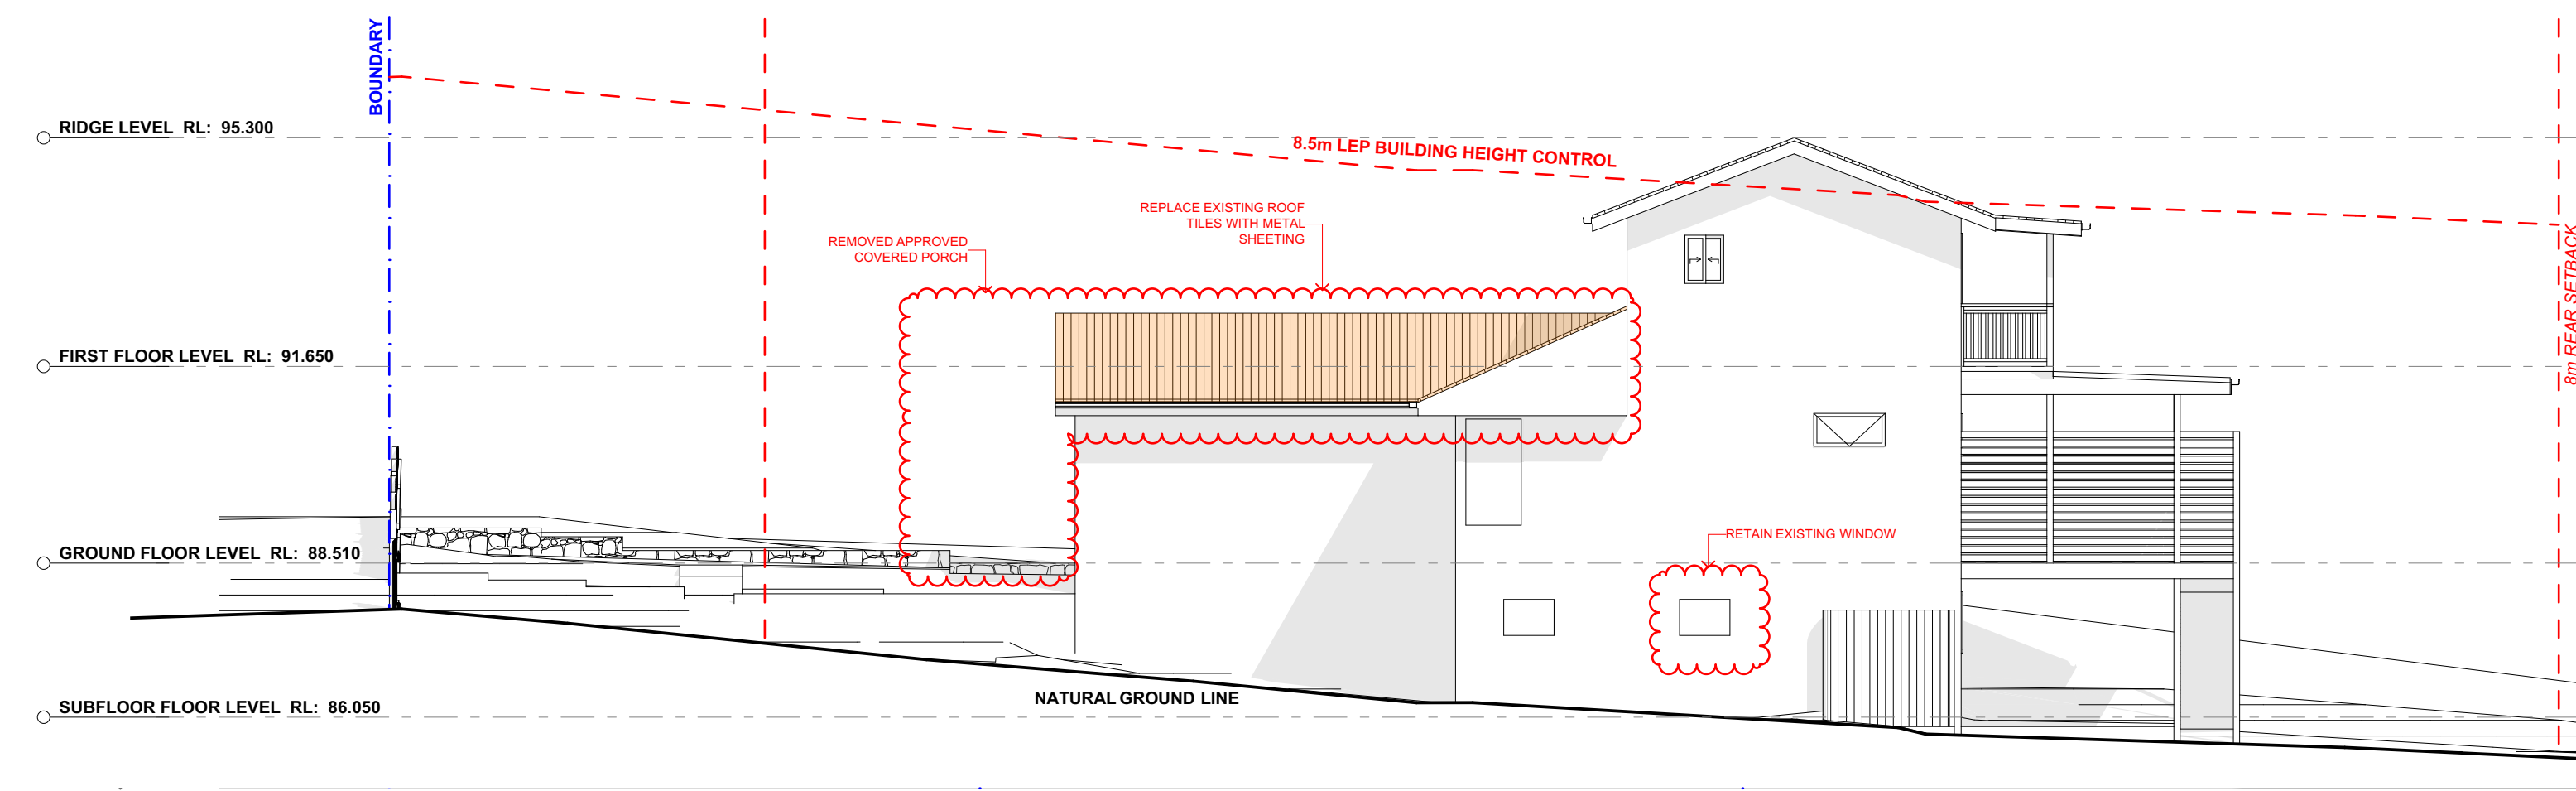 BOUNDARY
RIDGE LEVEL RL: 95.300
8.5m LEP BUILDING HEIGHT CONTROL
REPLACE EXISTING ROOF
TILES WITH METAL
SHEETING
REMOVED APPROVED
COVERED PORCH
8m REAR SETBACK
FIRST FLOOR LEVEL RL: 91.650
RETAIN EXISTING WINDOW
GROUND FLOOR LEVEL RL: 88.510
NATURAL GROUND LINE
SUBFLOOR FLOOR LEVEL RL: 86.050